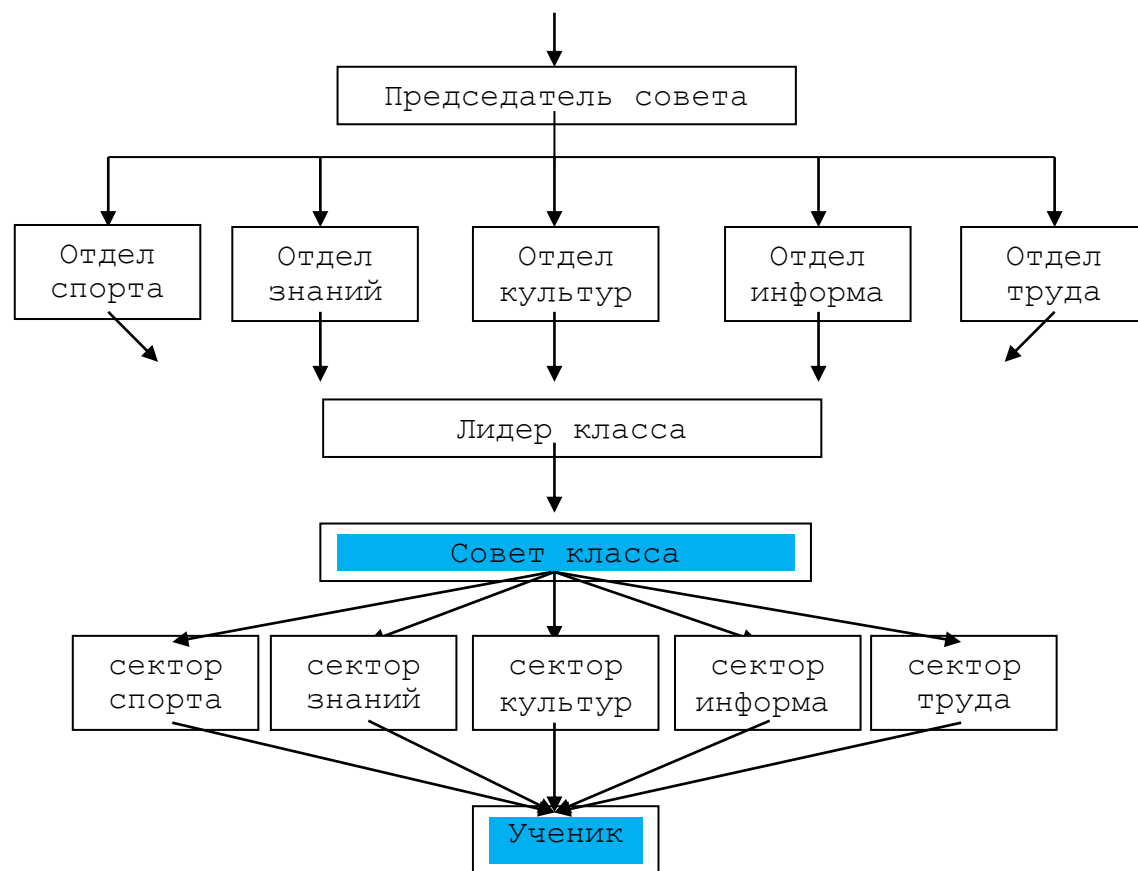 Председатель совета
Отдел
спорта
Отдел
знаний
Отдел
культур
Отдел
информа
Отдел
труда
Лидер класса
Совет класса
сектор
спорта
сектор
знаний
сектор
культур
сектор
информа
сектор
труда
Ученик